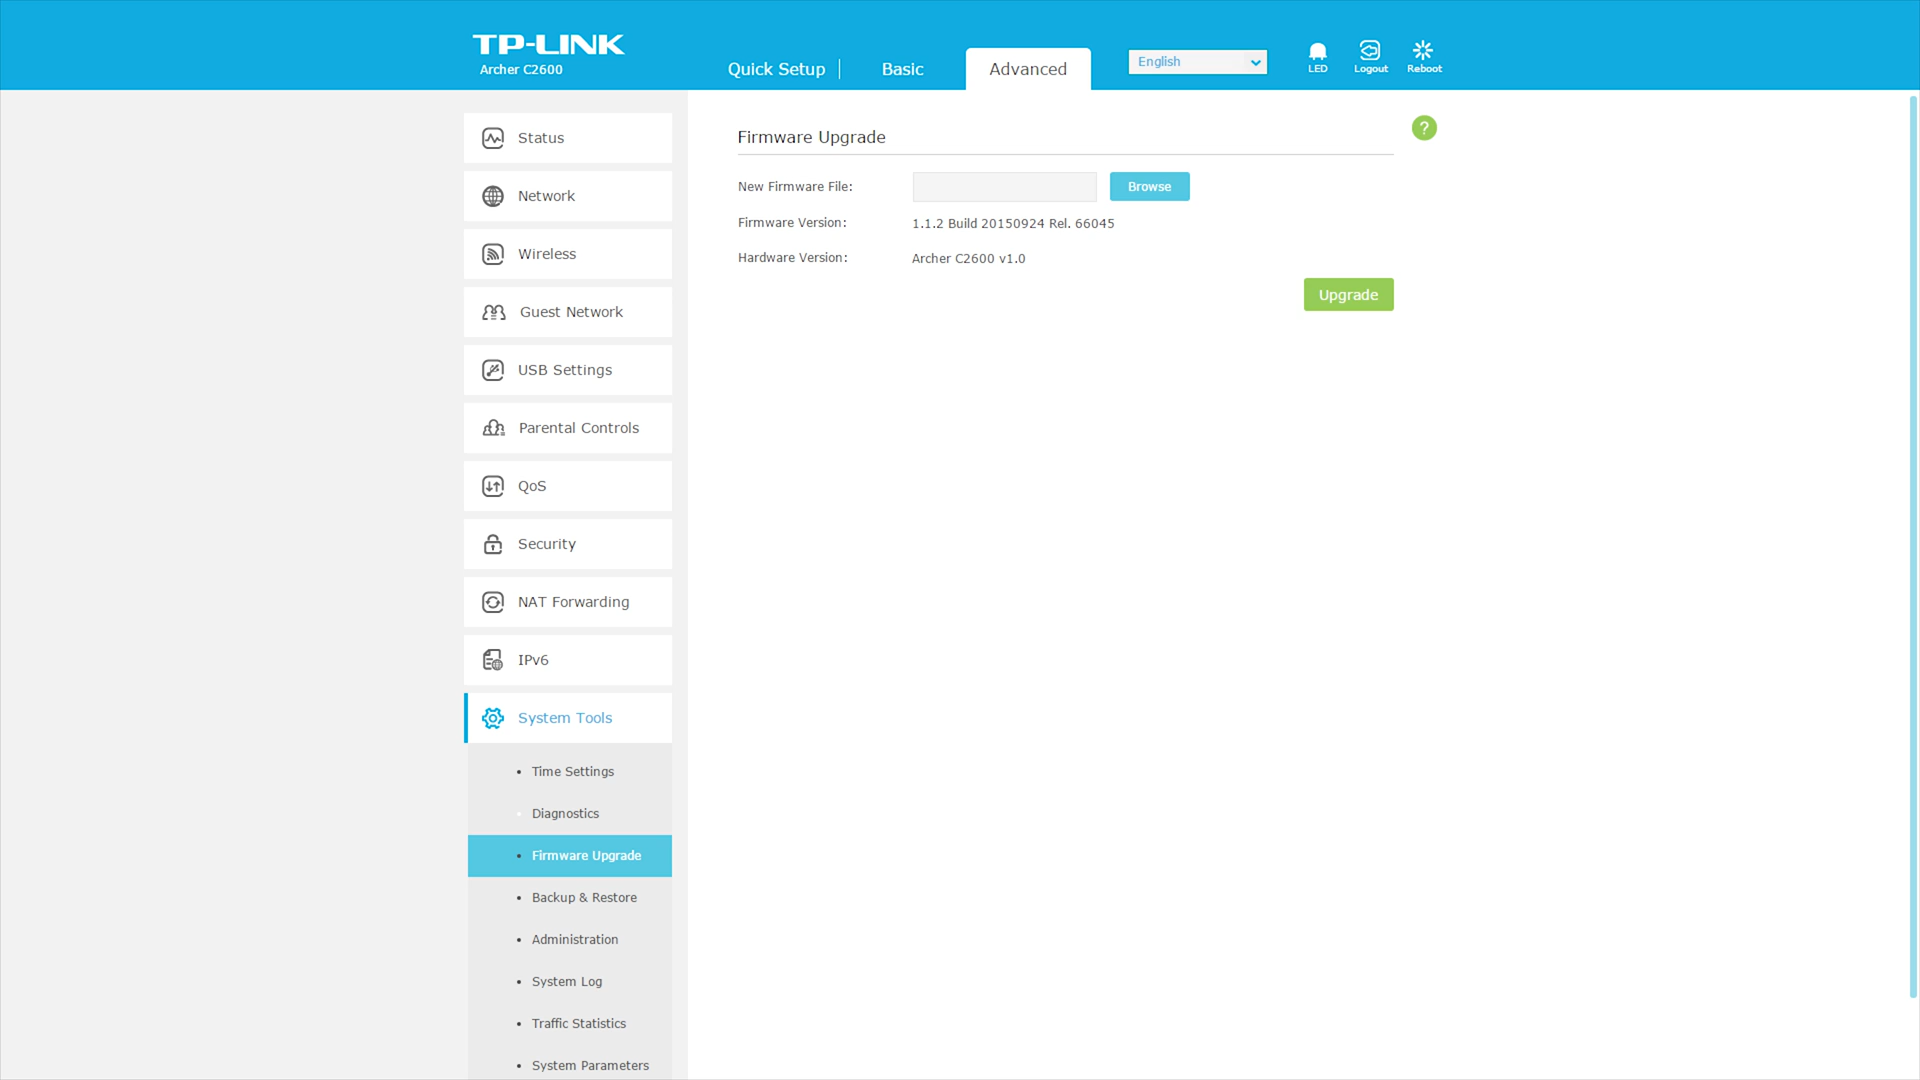 TP-LINK
Archer C2600
Quick Setup
Basic
Advanced
English
LED
Logout
Reboot
Status
Network
Wireless
Guest Network
USB Settings
Parental Controls
QoS
Security
NAT Forwarding
IPv6
System Tools
Time Settings
Diagnostics
Firmware Upgrade
Backup & Restore
Administration
System Log
Traffic Statistics
System Parameters
Firmware Upgrade
?
New Firmware File:
Browse
Firmware Version: 1.1.2 Build 20150924 Rel. 66045
Hardware Version: Archer C2600 v1.0
Upgrade